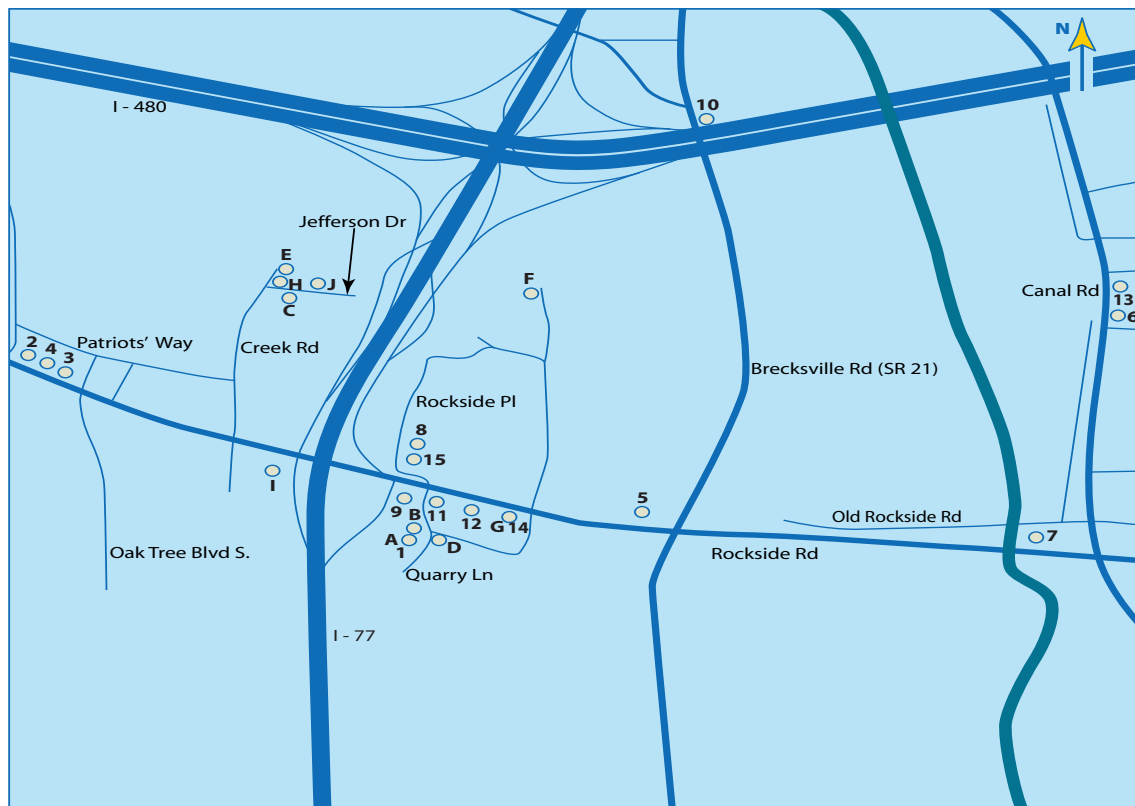 N
10
I - 480
Jefferson Dr
E
H
J
C
F
Canal Rd
13
6
2
4
3
Patriots' Way
Creek Rd
Brecksville Rd (SR 21)
Rockside Pl
8
15
I
9
11
12
G
14
5
B
A
1
D
Old Rockside Rd
7
Oak Tree Blvd S.
Rockside Rd
Quarry Ln
I - 77